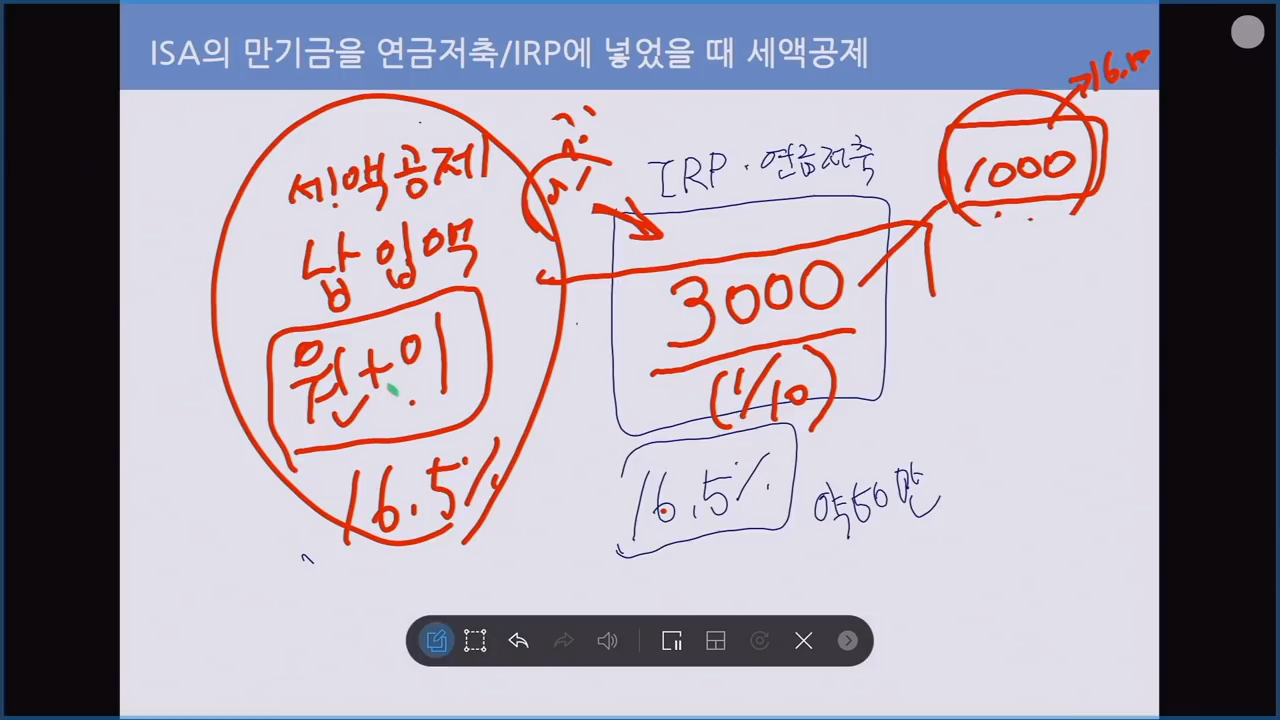 ISA의 만기금을 연금저축/IRP에 넣었을 때 세액공제
세액공제
납입액
원+이
16.5%
IRP. 연금저축
3000
(1/10)
16.5%
약50만
1000